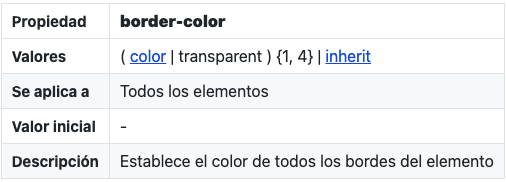 Propiedad border-color
Valores ( color | transparent ) {1, 4} | inherit
Se aplica a Todos los elementos
Valor inicial -
Descripción Establece el color de todos los bordes del elemento